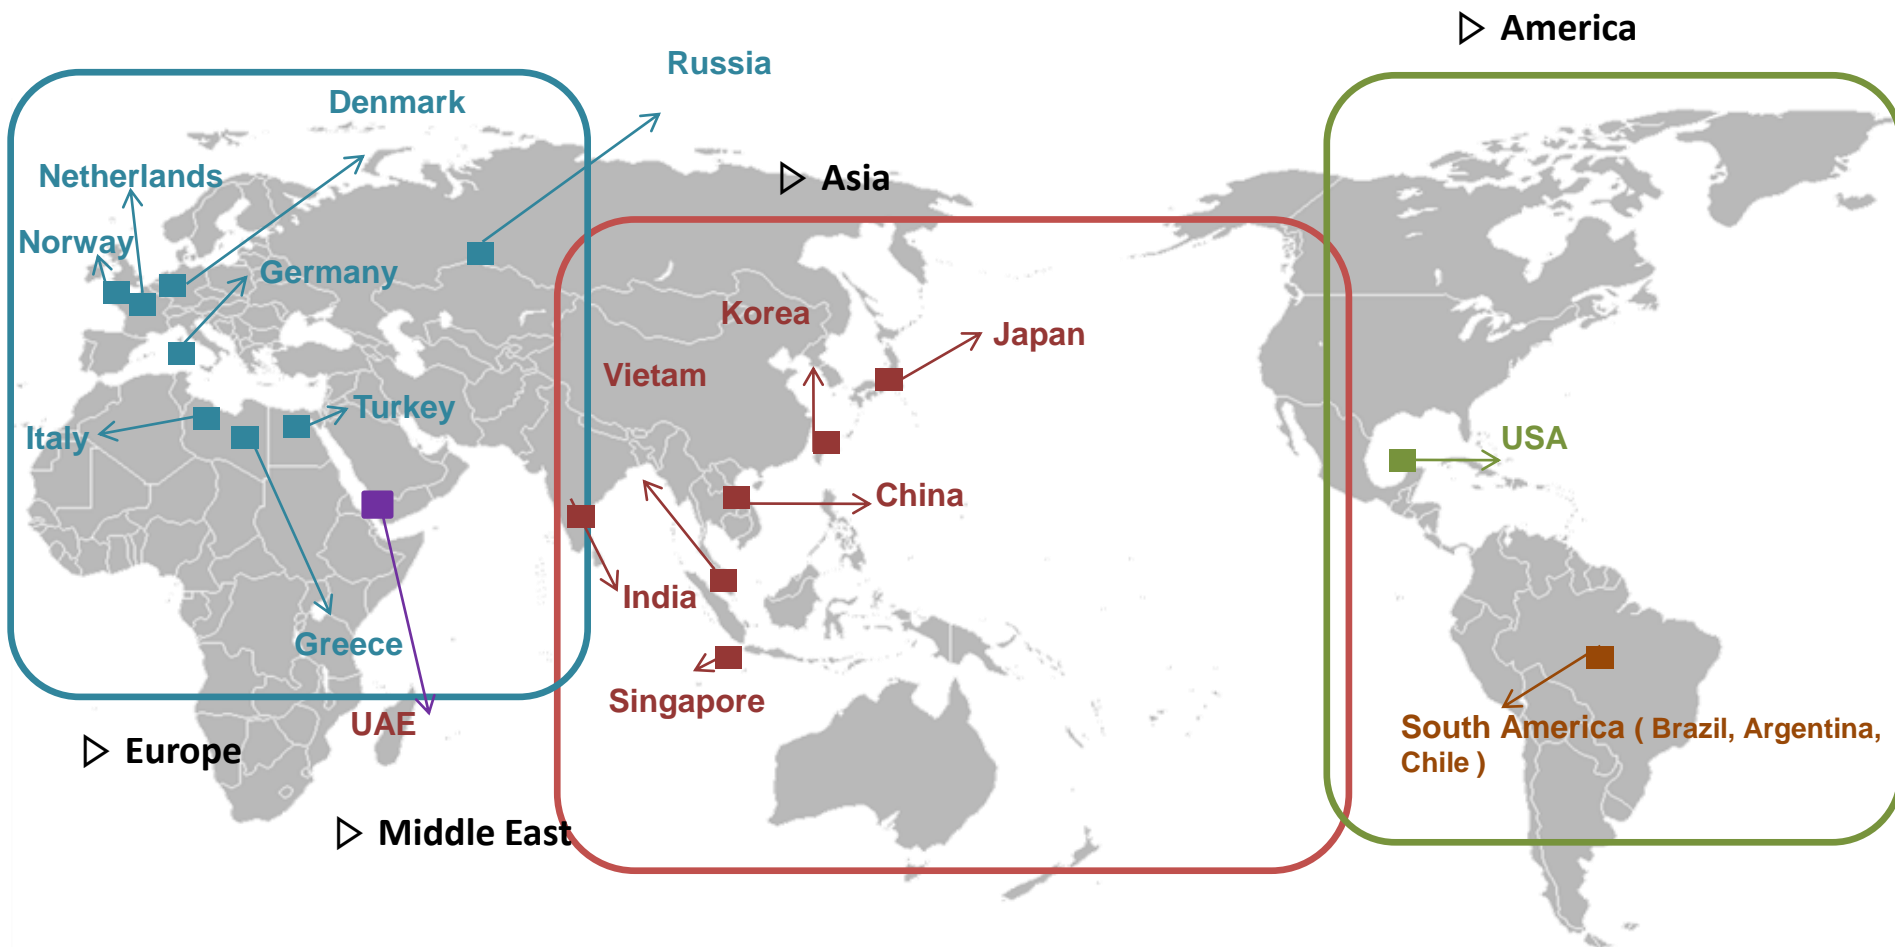 America
Russia
Denmark
Netherlands
Asia
Norway
Germany
Korea
Japan
Vietam
Turkey
Italy
USA
China
India
Greece
Singapore
UAE
South America ( Brazil, Argentina,
Chile )
Europe
Middle East